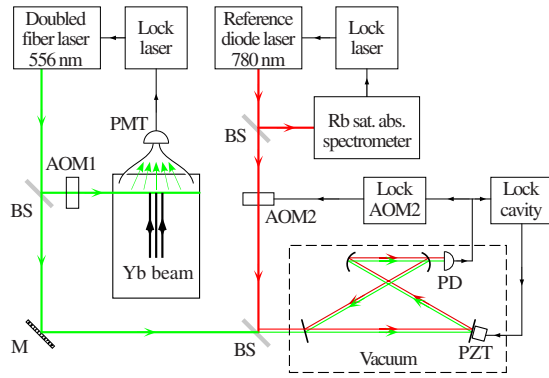 Doubled
fiber laser
556 nm
Lock
laser
Reference
diode laser
780 nm
Lock
laser
PMT
BS
Rb sat. abs.
spectrometer
AOM1
BS
Yb beam
AOM2
Lock
AOM2
Lock
cavity
PD
M
BS
Vacuum
PZT